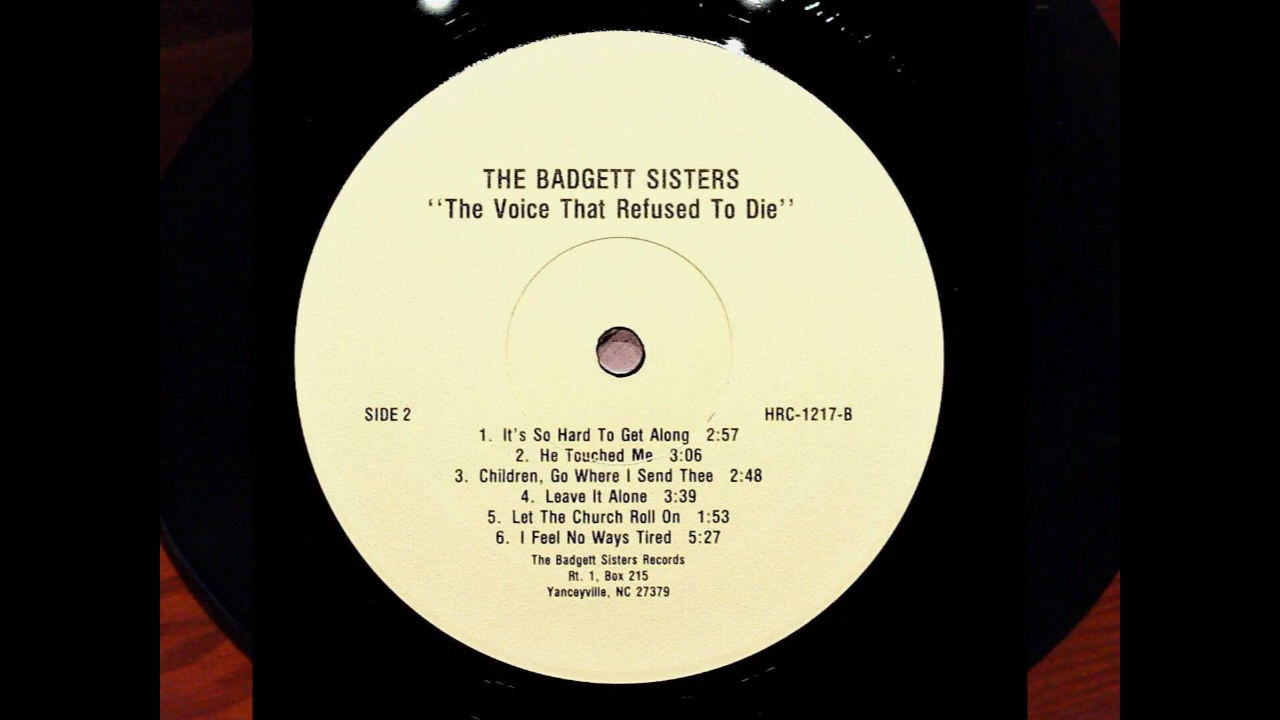 THE BADGETT SISTERS
‘‘The Voice That Refused To Die’’
SIDE 2
HRC-1217-B
1. It's So Hard To Get Along 2:57
2. He Touched Me 3:06
3. Children, Go Where I Send Thee 2:48
4. Leave It Alone 3:39
5. Let The Church Roll On 1:53
6. I Feel No Ways Tired 5:27
The Badgett Sisters Records
Rt. 1, Box 215
Yanceyville, NC 27379